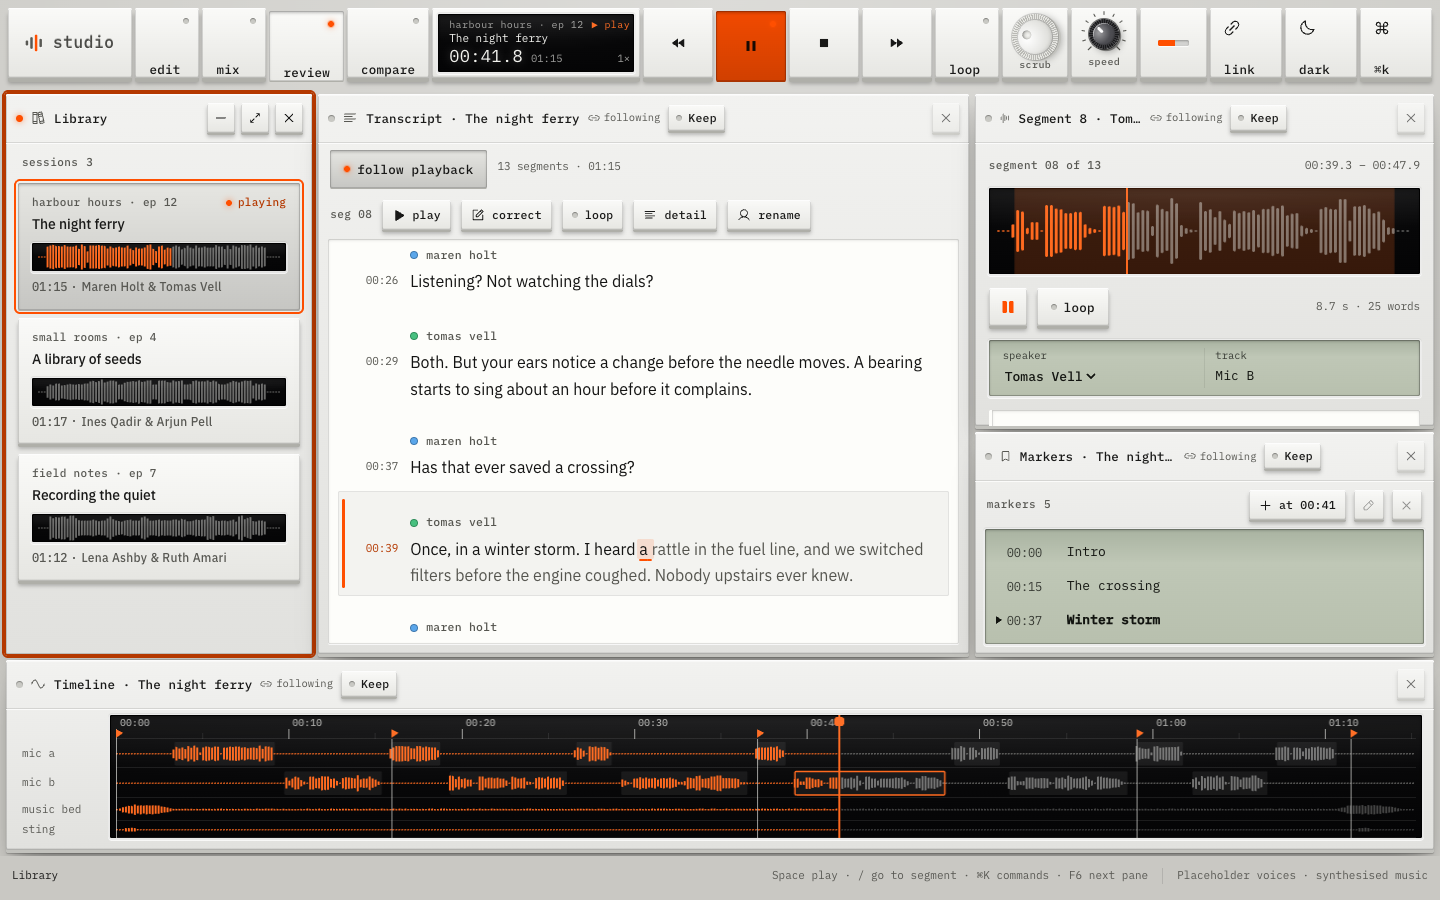 studio
edit
mix
review
compare
harbour hours · ep 12 ▶ play
The night ferry
00:41.8 01:15 1×
loop
scrub
speed
link
dark
⌘k
Library
sessions 3
harbour hours · ep 12 playing
The night ferry
01:15 · Maren Holt & Tomas Vell
small rooms · ep 4
A library of seeds
01:17 · Ines Qadir & Arjun Pell
field notes · ep 7
Recording the quiet
01:12 · Lena Ashby & Ruth Amari
Transcript · The night ferry following Keep
follow playback 13 segments · 01:15
seg 08 play correct loop detail rename
maren holt
00:26 Listening? Not watching the dials?
tomas vell
00:29 Both. But your ears notice a change before the needle moves. A bearing
starts to sing about an hour before it complains.
maren holt
00:37 Has that ever saved a crossing?
tomas vell
00:39 Once, in a winter storm. I heard a rattle in the fuel line, and we switched
filters before the engine coughed. Nobody upstairs ever knew.
maren holt
Segment 8 · Tom… following Keep
segment 08 of 13 00:39.3 – 00:47.9
loop 8.7 s · 25 words
speaker track
Tomas Vell Mic B
Markers · The night… following Keep
markers 5 + at 00:41
00:00 Intro
00:15 The crossing
00:37 Winter storm
Timeline · The night ferry following Keep
00:00 00:10 00:20 00:30 00:4 00:50 01:00 01:10
mic a
mic b
music bed
sting
Library Space play · / go to segment · ⌘K commands · F6 next pane Placeholder voices · synthesised music